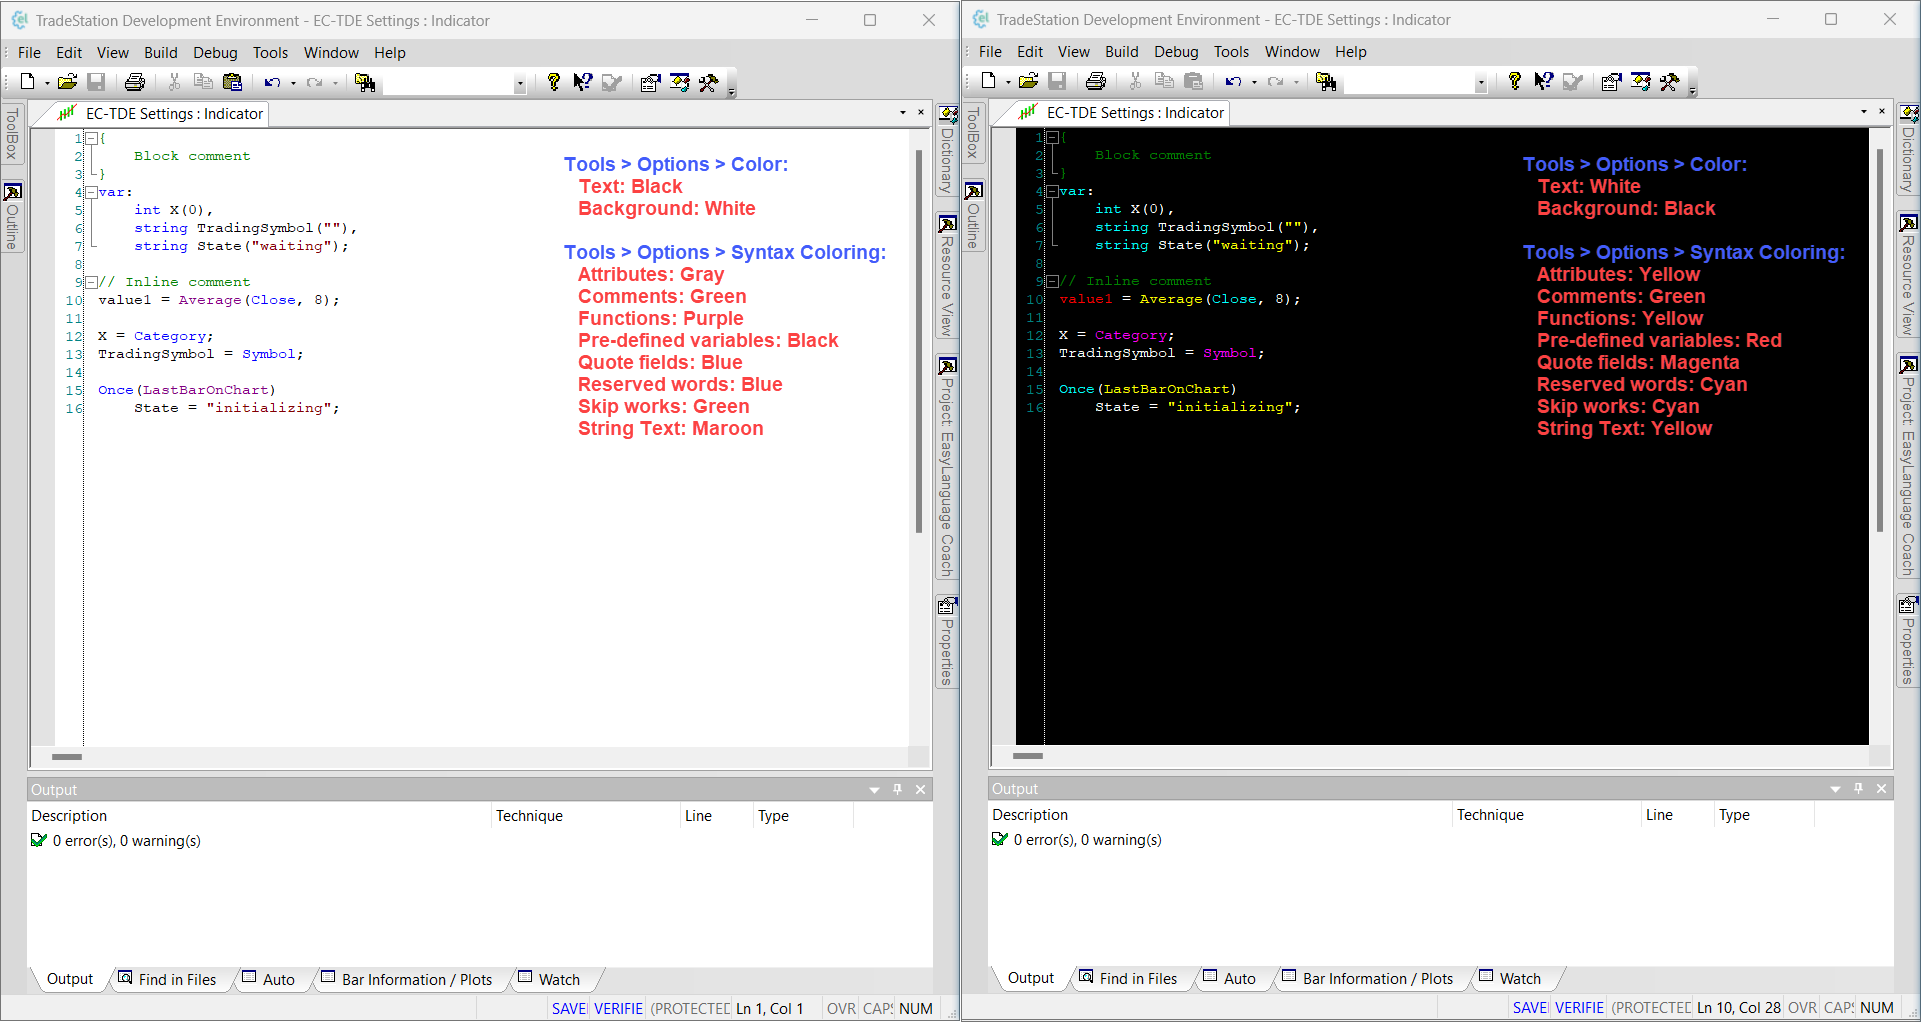 TradeStation Development Environment - EC-TDE Settings : Indicator
File Edit View Build Debug Tools Window Help
EC-TDE Settings : Indicator
ToolBox
Outline
1 {
2 Block comment
3 }
4 var:
5 int X(0),
6 string TradingSymbol(""),
7 string State("waiting");
8
9 // Inline comment
10 value1 = Average(Close, 8);
11
12 X = Category;
13 TradingSymbol = Symbol;
14
15 Once(LastBarOnChart)
16 State = "initializing";
Tools > Options > Color:
Text: Black
Background: White
Tools > Options > Syntax Coloring:
Attributes: Gray
Comments: Green
Functions: Purple
Pre-defined variables: Black
Quote fields: Blue
Reserved words: Blue
Skip works: Green
String Text: Maroon
Dictionary
Resource View
Project: EasyLanguage Coach
Properties
Output
Description Technique Line Type
0 error(s), 0 warning(s)
Output Find in Files Auto Bar Information / Plots Watch
SAVE VERIFIE (PROTECTED Ln 1, Col 1 OVR CAP NUM
TradeStation Development Environment - EC-TDE Settings : Indicator
File Edit View Build Debug Tools Window Help
EC-TDE Settings : Indicator
ToolBox
Outline
1 {
2 Block comment
3 }
4 var:
5 int X(0),
6 string TradingSymbol(""),
7 string State("waiting");
8
9 // Inline comment
10 value1 = Average(Close, 8);
11
12 X = Category;
13 TradingSymbol = Symbol;
14
15 Once(LastBarOnChart)
16 State = "initializing";
Tools > Options > Color:
Text: White
Background: Black
Tools > Options > Syntax Coloring:
Attributes: Yellow
Comments: Green
Functions: Yellow
Pre-defined variables: Red
Quote fields: Magenta
Reserved words: Cyan
Skip works: Cyan
String Text: Yellow
Dictionary
Resource View
Project: EasyLanguage Coach
Properties
Output
Description Technique Line Type
0 error(s), 0 warning(s)
Output Find in Files Auto Bar Information / Plots Watch
SAVE VERIFIE (PROTECTED Ln 10, Col 28 OVR CAP NUM